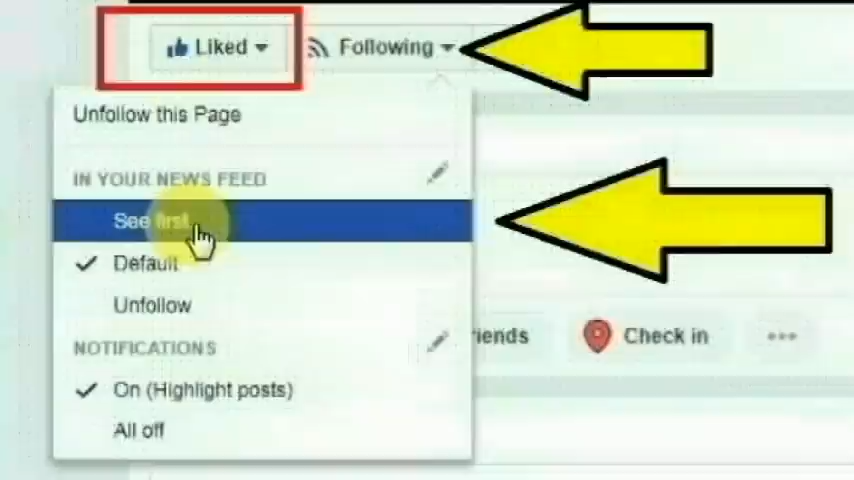 Liked
Following
Unfollow this Page
IN YOUR NEWS FEED
See first
Default
Unfollow
NOTIFICATIONS
On (Highlight posts)
All off
riends
Check in